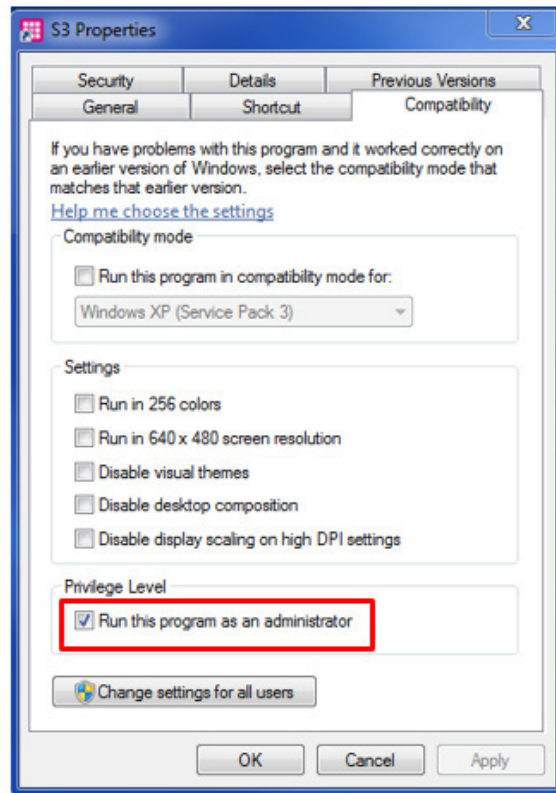 S3 Properties
Security Details Previous Versions
General Shortcut Compatibility
If you have problems with this program and it worked correctly on
an earlier version of Windows, select the compatibility mode that
matches that earlier version.
Help me choose the settings
Compatibility mode
Run this program in compatibility mode for:
Windows XP (Service Pack 3)
Settings
Run in 256 colors
Run in 640 x 480 screen resolution
Disable visual themes
Disable desktop composition
Disable display scaling on high DPI settings
Privilege Level
Run this program as an administrator
Change settings for all users
OK Cancel Apply